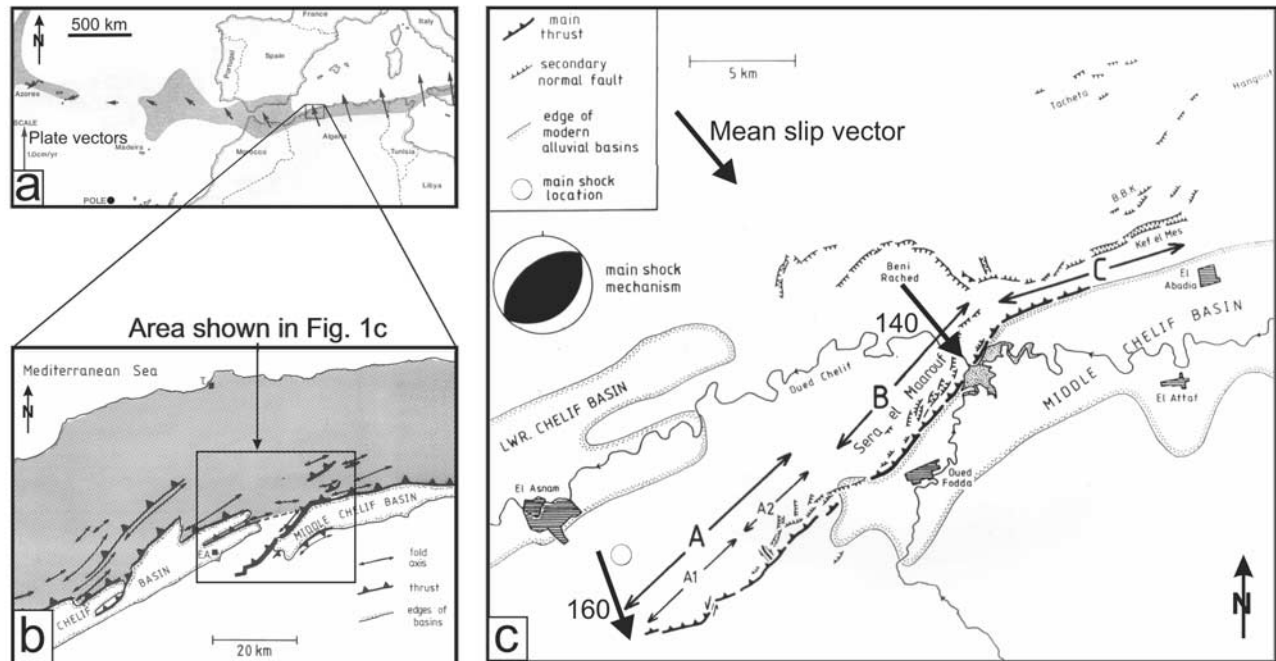 a
N
500 km
France
Italy
Portugal
Spain
Azores
SCALE
Plate vectors
1.0cm/yr
Madeira
Morocco
Algeria
Tunisia
Libya
POLE
Area shown in Fig. 1c
Mediterranean Sea
T
N
MIDDLE CHELIF BASIN
E.A
CHELIF BASIN
fold
axis
thrust
edges of
basins
20 km
b
main
thrust
secondary
normal fault
edge of
modern
alluvial basins
main shock
location
5 km
Mean slip vector
Tacheta
Hangout
B.B.K
Kef el Mes
main shock
mechanism
Beni
Rached
C
El
Abadia
140
LWR. CHELIF BASIN
Oued Chelif
B
Sera el Maarouf
MIDDLE CHELIF BASIN
El Attaf
Oued
Fodda
El Asnam
A
A2
A1
160
N
c